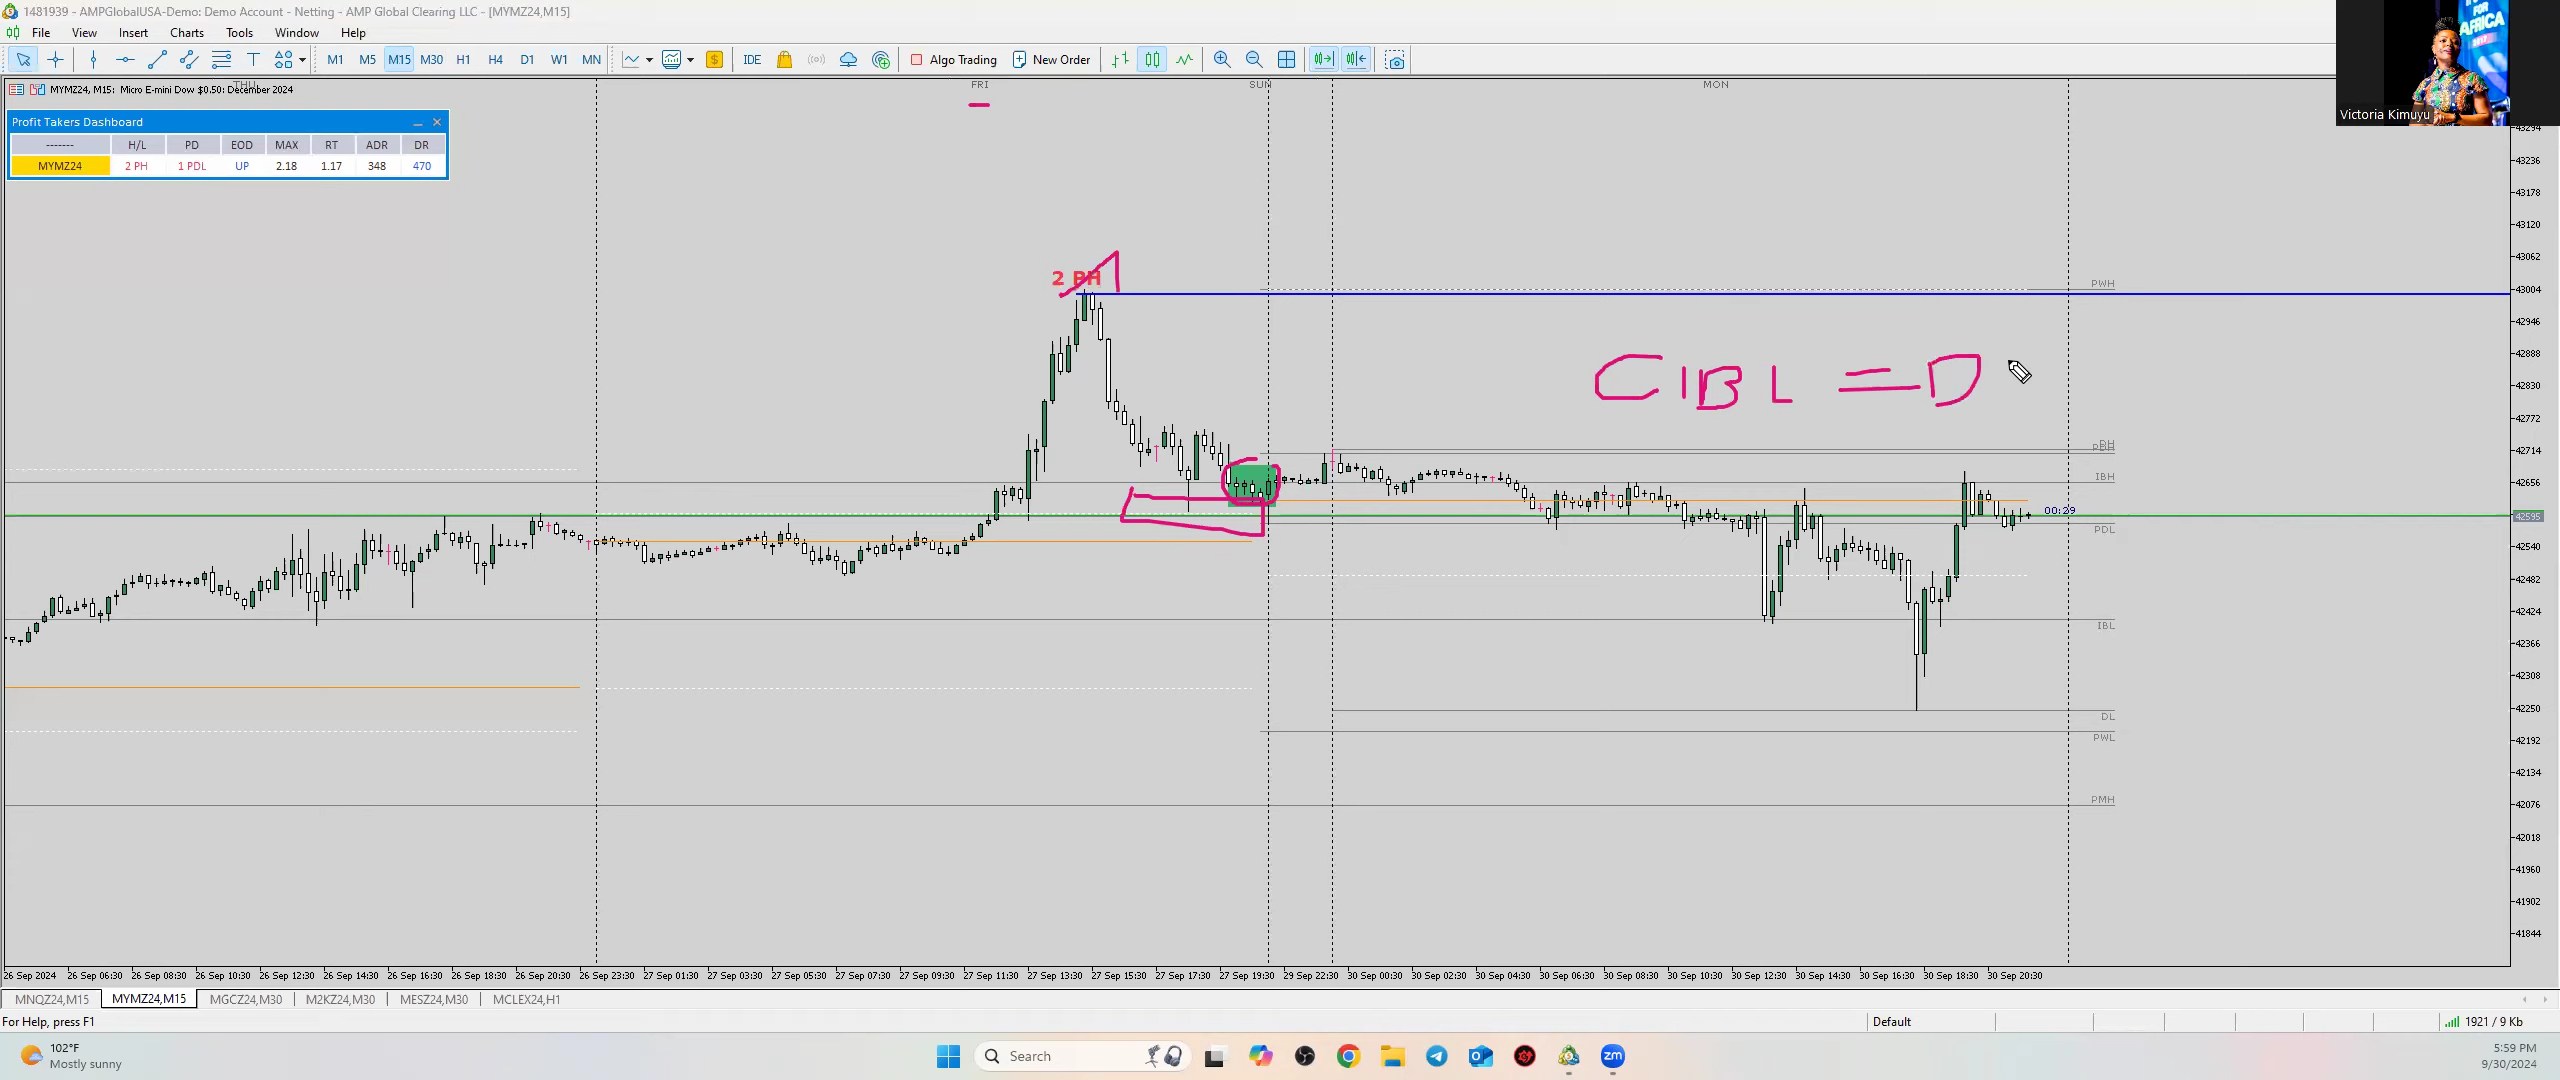 1481939 - AMPGlobalUSA-Demo: Demo Account - Netting - AMP Global Clearing LLC - [MYMZ24,M15]
File View Insert Charts Tools Window Help
M1 M5 M15 M30 H1 H4 D1 W1 MN $ IDE Algo Trading New Order
FOR
AFRICA
Victoria Kimuyu
THU FRI SUN MON
MYMZ24, M15: Micro E-mini Dow $0.50: December 2024
Profit Takers Dashboard
------- H/L PD EOD MAX RT ADR DR
MYMZ24 2 PH 1 PDL UP 2.18 1.17 348 470
2 PH
CIBL = D
PWH
DH
IBH
00:29
PDL
IBL
DL
PWL
PMH
43294
43236
43178
43120
43062
43004
42946
42888
42830
42772
42714
42656
42595
42540
42482
42424
42366
42308
42250
42192
42134
42076
42018
41960
41902
41844
26 Sep 2024 26 Sep 06:30 26 Sep 08:30 26 Sep 10:30 26 Sep 12:30 26 Sep 14:30 26 Sep 16:30 26 Sep 18:30 26 Sep 20:30 26 Sep 23:30 27 Sep 01:30 27 Sep 03:30 27 Sep 05:30 27 Sep 07:30 27 Sep 09:30 27 Sep 11:30 27 Sep 13:30 27 Sep 15:30 27 Sep 17:30 27 Sep 19:30 29 Sep 22:30 30 Sep 00:30 30 Sep 02:30 30 Sep 04:30 30 Sep 06:30 30 Sep 08:30 30 Sep 10:30 30 Sep 12:30 30 Sep 14:30 30 Sep 16:30 30 Sep 18:30 30 Sep 20:30
MNQZ24,M15 MYMZ24,M15 MGCZ24,M30 M2KZ24,M30 MESZ24,M30 MCLEX24,H1
For Help, press F1 Default 1921 / 9 Kb
102°F
Mostly sunny
Search
zm
5:59 PM
9/30/2024